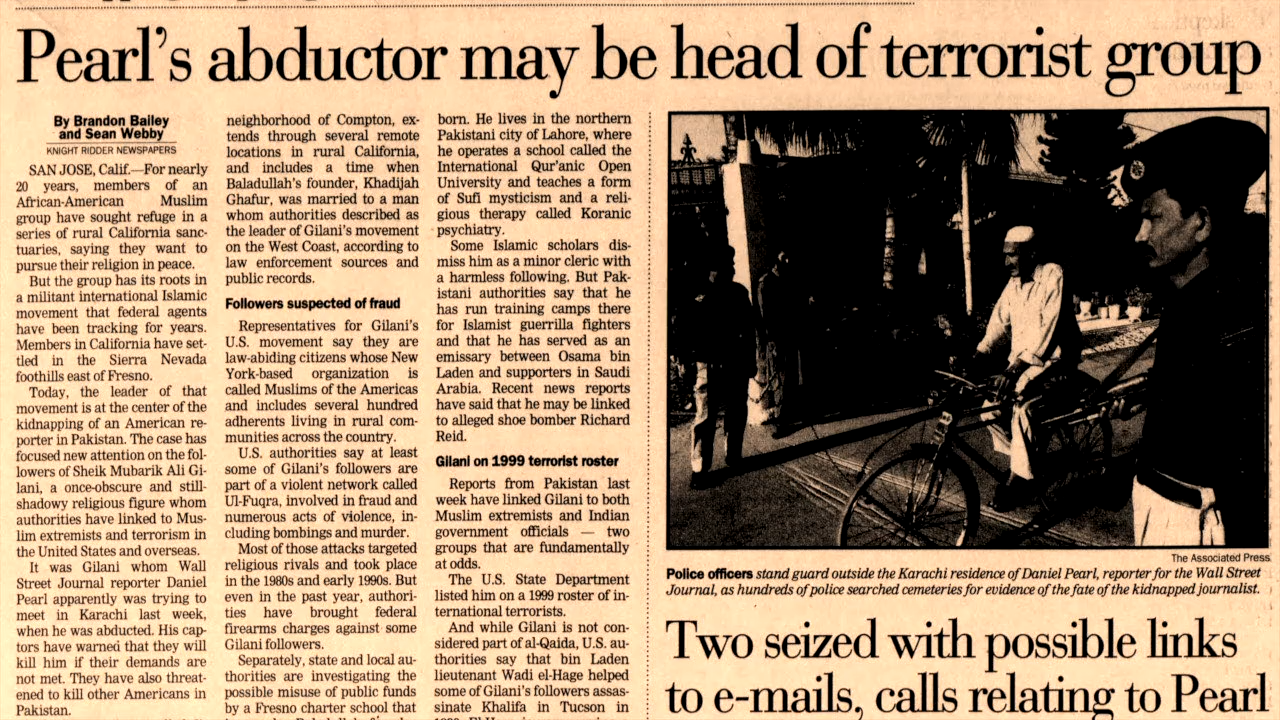 Pearl's abductor may be head of terrorist group
By Brandon Bailey
and Sean Webby
KNIGHT RIDDER NEWSPAPERS
SAN JOSE, Calif.—For nearly
20 years, members of an
African-American Muslim
group have sought refuge in a
series of rural California sanc-
tuaries, saying they want to
pursue their religion in peace.
But the group has its roots in
a militant international Islamic
movement that federal agents
have been tracking for years.
Members in California have set-
tled in the Sierra Nevada
foothills east of Fresno.
Today, the leader of that
movement is at the center of the
kidnapping of an American re-
porter in Pakistan. The case has
focused new attention on the fol-
lowers of Sheik Mubarik Ali Gi-
lani, a once-obscure and still-
shadowy religious figure whom
authorities have linked to Mus-
lim extremists and terrorism in
the United States and overseas.
It was Gilani whom Wall
Street Journal reporter Daniel
Pearl apparently was trying to
meet in Karachi last week,
when he was abducted. His cap-
tors have warned that they will
kill him if their demands are
not met. They have also threat-
ened to kill other Americans in
Pakistan.
neighborhood of Compton, ex-
tends through several remote
locations in rural California,
and includes a time when
Baladullah's founder, Khadijah
Ghafur, was married to a man
whom authorities described as
the leader of Gilani's movement
on the West Coast, according to
law enforcement sources and
public records.
Followers suspected of fraud
Representatives for Gilani's
U.S. movement say they are
law-abiding citizens whose New
York-based organization is
called Muslims of the Americas
and includes several hundred
adherents living in rural com-
munities across the country.
U.S. authorities say at least
some of Gilani's followers are
part of a violent network called
Ul-Fuqra, involved in fraud and
numerous acts of violence, in-
cluding bombings and murder.
Most of those attacks targeted
religious rivals and took place
in the 1980s and early 1990s. But
even in the past year, authori-
ties have brought federal
firearms charges against some
Gilani followers.
Separately, state and local au-
thorities are investigating the
possible misuse of public funds
by a Fresno charter school that
born. He lives in the northern
Pakistani city of Lahore, where
he operates a school called the
International Qur'anic Open
University and teaches a form
of Sufi mysticism and a reli-
gious therapy called Koranic
psychiatry.
Some Islamic scholars dis-
miss him as a minor cleric with
a harmless following. But Pak-
istani authorities say that he
has run training camps there
for Islamist guerrilla fighters
and that he has served as an
emissary between Osama bin
Laden and supporters in Saudi
Arabia. Recent news reports
have said that he may be linked
to alleged shoe bomber Richard
Reid.
Gilani on 1999 terrorist roster
Reports from Pakistan last
week have linked Gilani to both
Muslim extremists and Indian
government officials — two
groups that are fundamentally
at odds.
The U.S. State Department
listed him on a 1999 roster of in-
ternational terrorists.
And while Gilani is not con-
sidered part of al-Qaida, U.S. au-
thorities say that bin Laden
lieutenant Wadi el-Hage helped
some of Gilani's followers assas-
sinate Khalifa in Tucson in
The Associated Press
Police officers stand guard outside the Karachi residence of Daniel Pearl, reporter for the Wall Street
Journal, as hundreds of police searched cemeteries for evidence of the fate of the kidnapped journalist.
Two seized with possible links
to e-mails, calls relating to Pearl